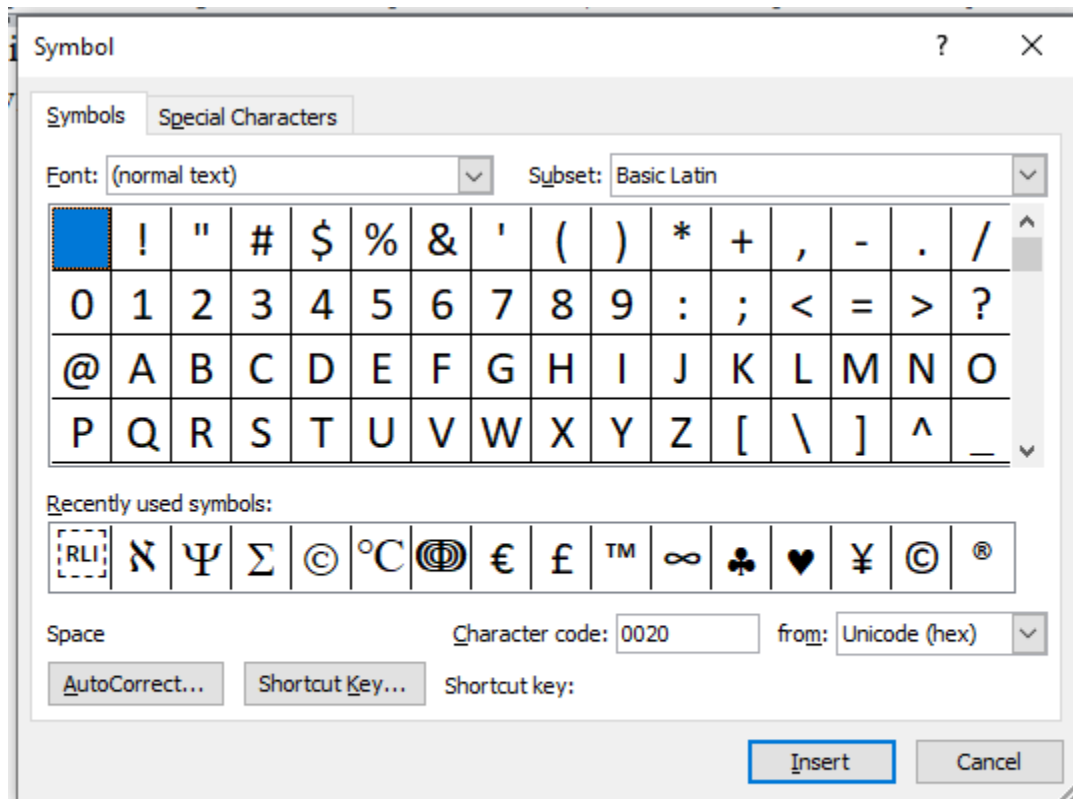 Symbol ? ×
Symbols Special Characters
Font: (normal text) Subset: Basic Latin
! " # $ % & ' ( ) * + , - . /
0 1 2 3 4 5 6 7 8 9 : ; < = > ?
@ A B C D E F G H I J K L M N O
P Q R S T U V W X Y Z [ \ ] ^ _
Recently used symbols:
RLI ℵ Ψ Σ © ℃ € £ ™ ∞ ♣ ♥ ¥ © ®
Space Character code: 0020 from: Unicode (hex)
AutoCorrect... Shortcut Key... Shortcut key:
Insert Cancel